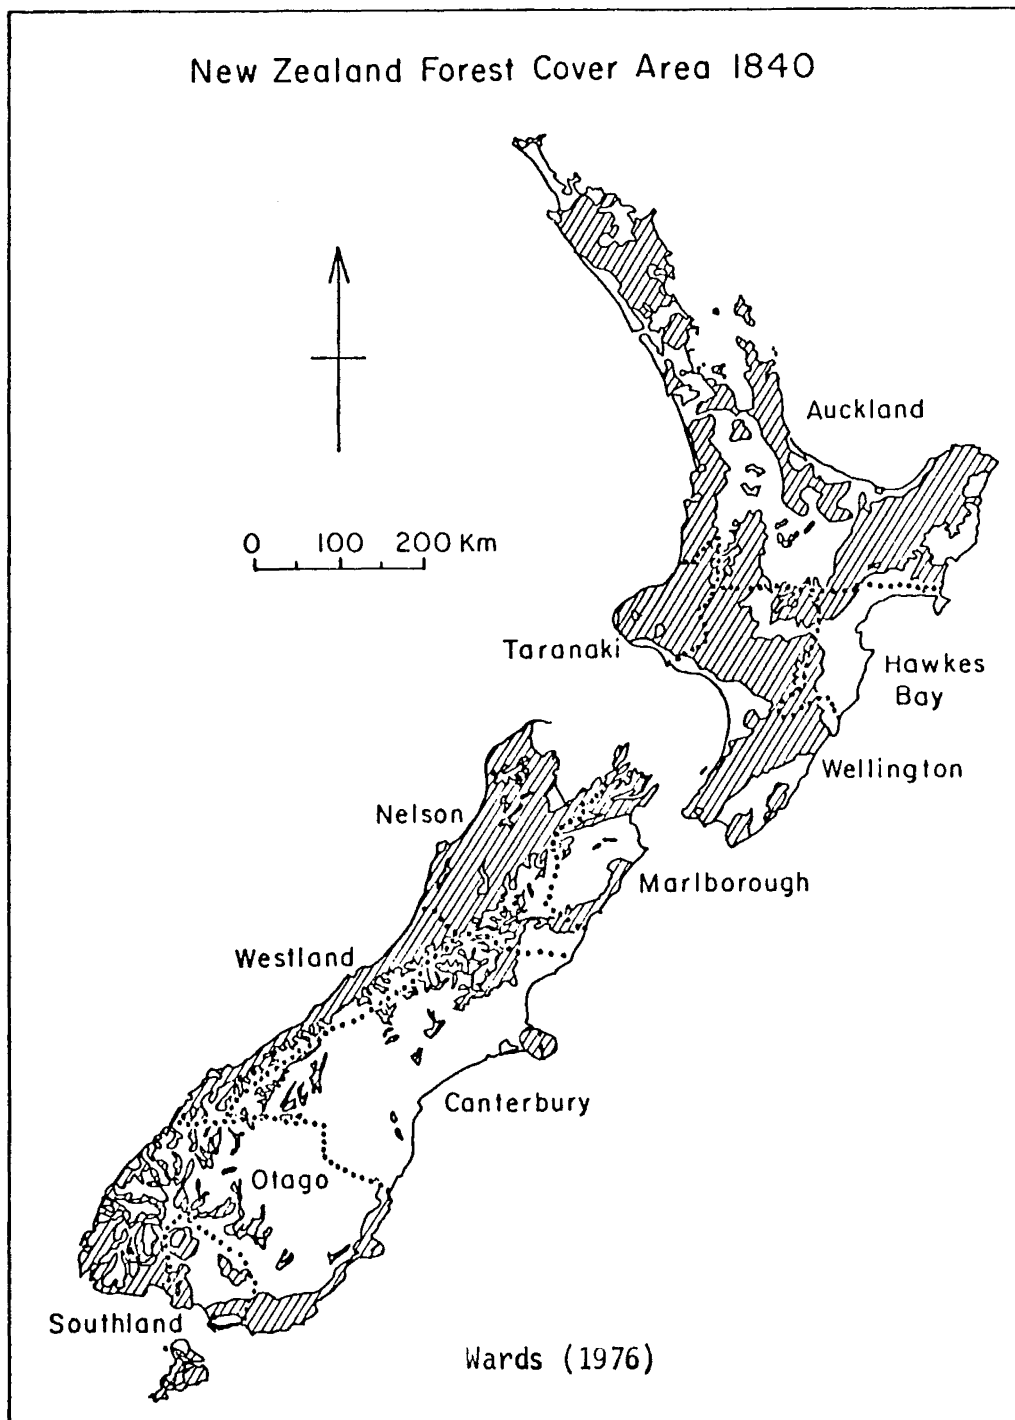 New Zealand Forest Cover Area 1840
Auckland
0 100 200 Km
Taranaki
Hawkes
Bay
Wellington
Nelson
Marlborough
Westland
Canterbury
Otago
Southland
Wards (1976)